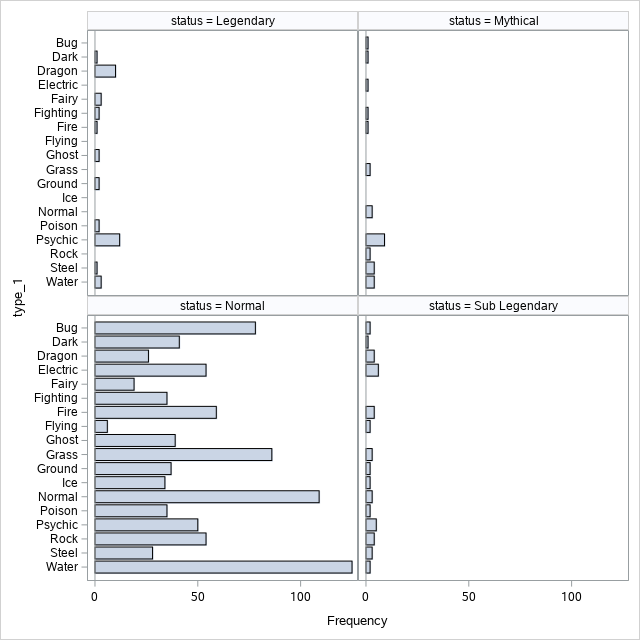 status = Legendary
status = Mythical
Bug
Dark
Dragon
Electric
Fairy
Fighting
Fire
Flying
Ghost
Grass
Ground
Ice
Normal
Poison
Psychic
Rock
Steel
Water
type_1
status = Normal
status = Sub Legendary
Bug
Dark
Dragon
Electric
Fairy
Fighting
Fire
Flying
Ghost
Grass
Ground
Ice
Normal
Poison
Psychic
Rock
Steel
Water
0 50 100 0 50 100
Frequency